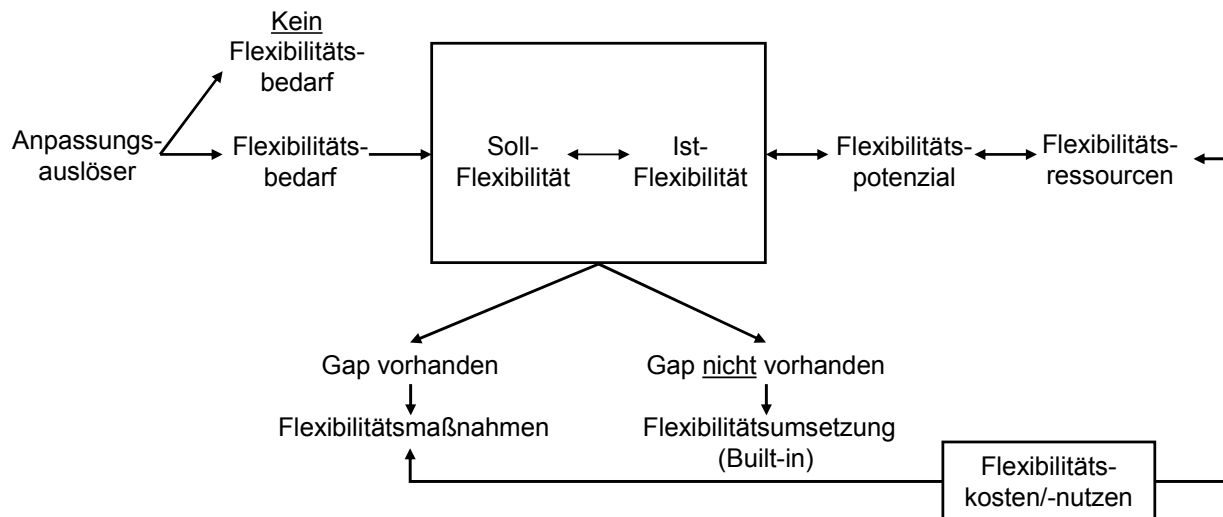 Kein
Flexibilitäts-
bedarf
Anpassungs-
auslöser
Flexibilitäts-
bedarf
Soll-
Flexibilität
Ist-
Flexibilität
Flexibilitäts-
potenzial
Flexibilitäts-
ressourcen
Gap vorhanden
Gap nicht vorhanden
Flexibilitätsmaßnahmen
Flexibilitätsumsetzung
(Built-in)
Flexibilitäts-
kosten/-nutzen